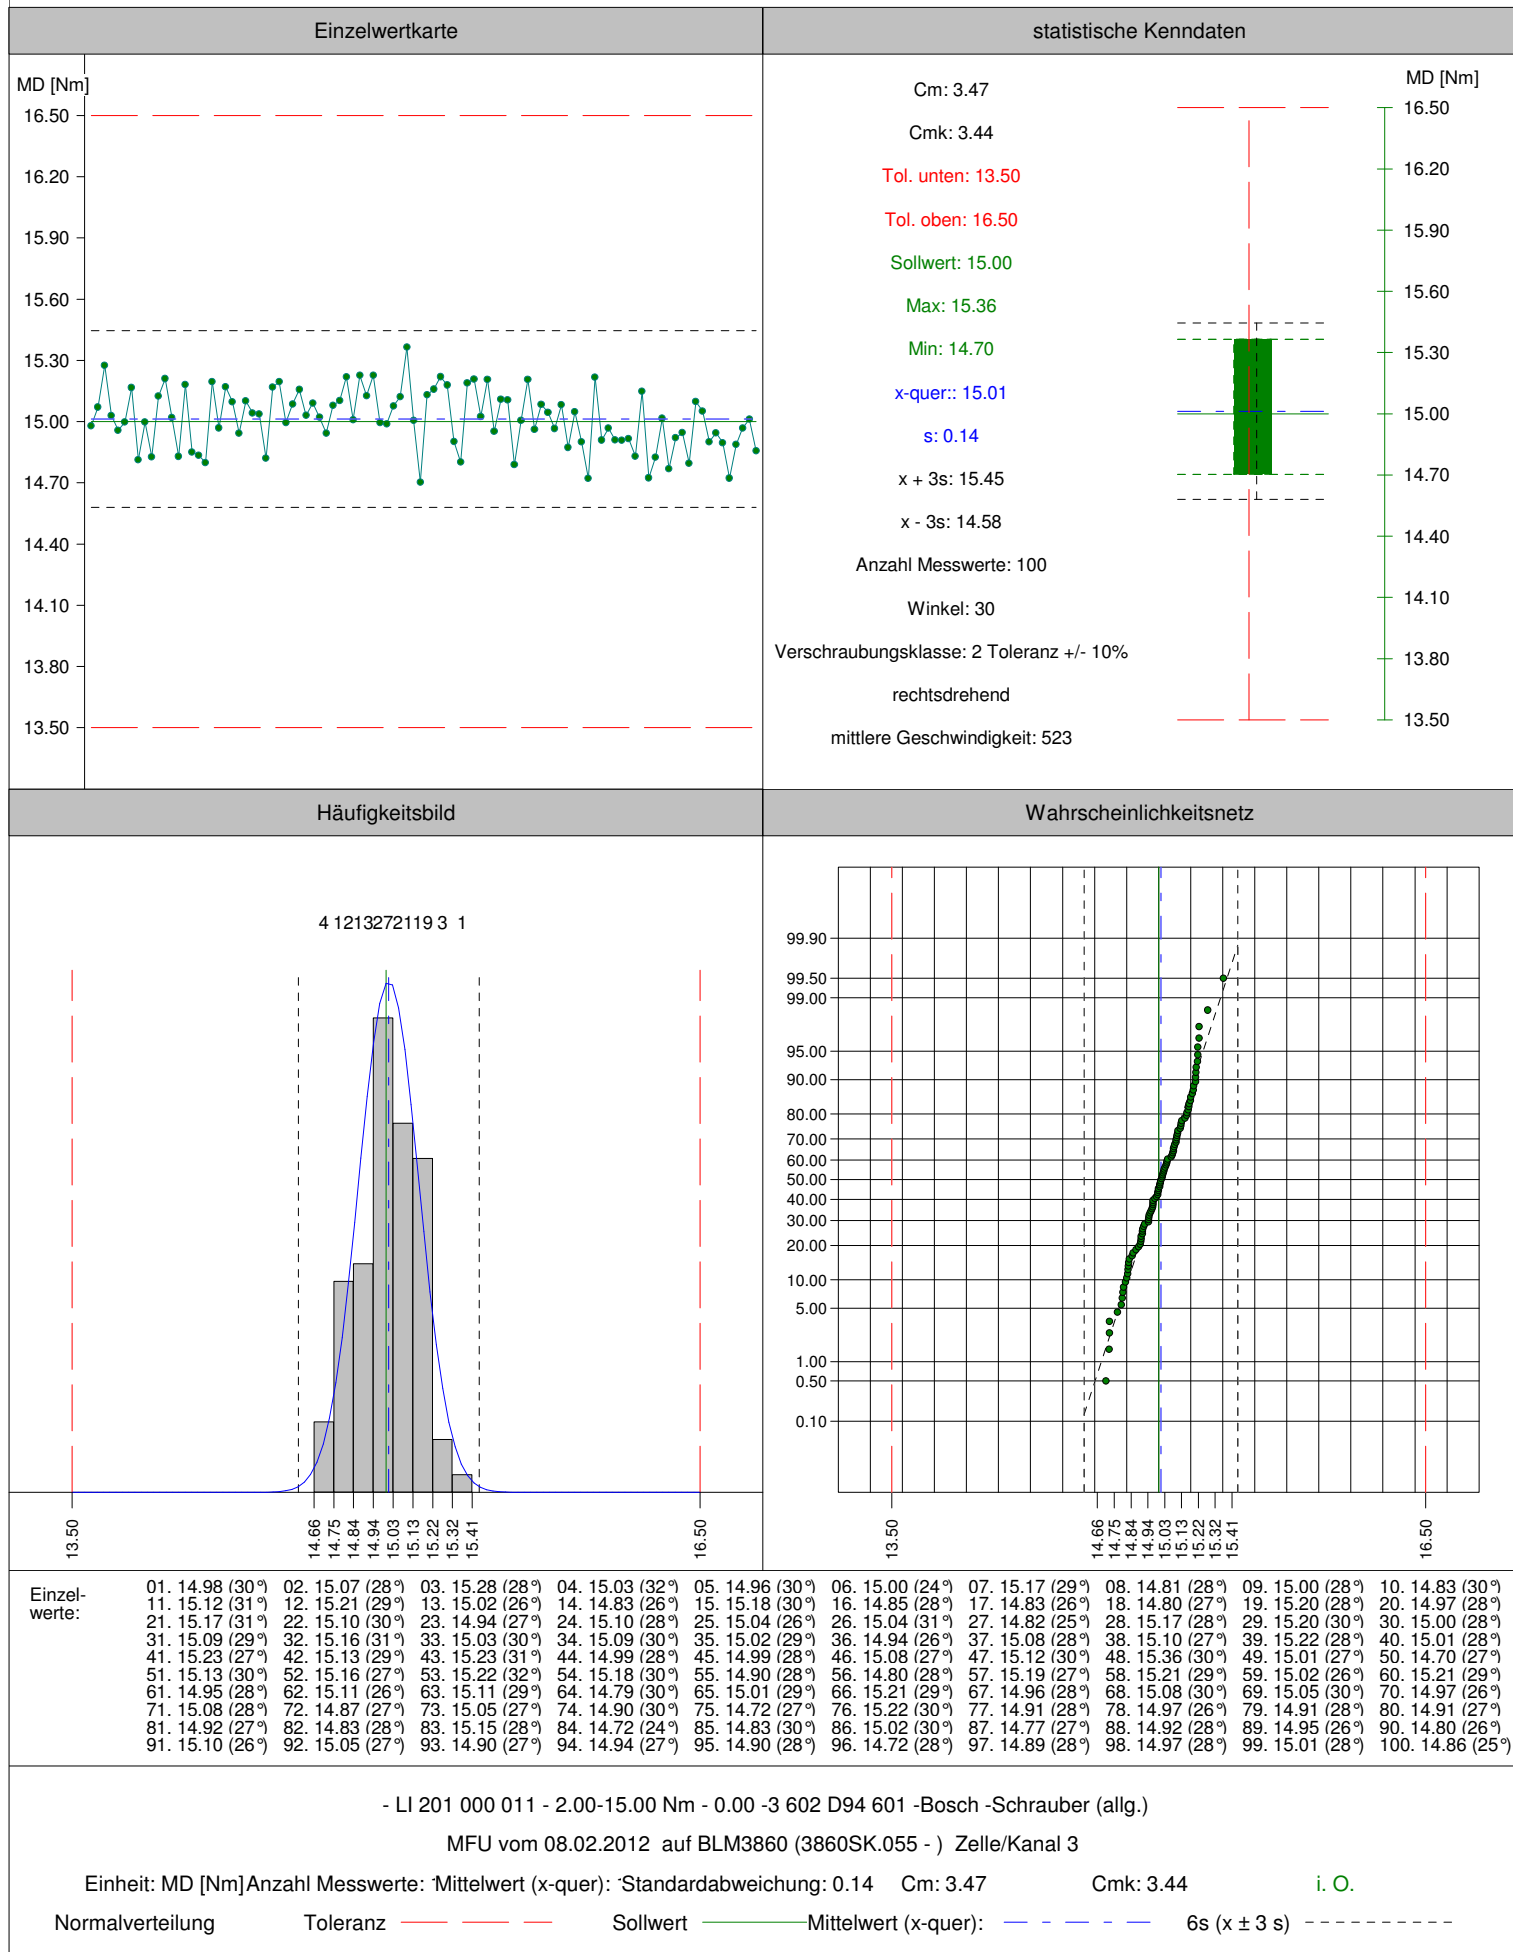 Einzelwertkarte
statistische Kenndaten
MD [Nm]
16.50
16.20
15.90
15.60
15.30
15.00
14.70
14.40
14.10
13.80
13.50
Cm: 3.47
Cmk: 3.44
Tol. unten: 13.50
Tol. oben: 16.50
Sollwert: 15.00
Max: 15.36
Min: 14.70
x-quer:: 15.01
s: 0.14
x + 3s: 15.45
x - 3s: 14.58
Anzahl Messwerte: 100
Winkel: 30
Verschraubungsklasse: 2 Toleranz +/- 10%
rechtsdrehend
mittlere Geschwindigkeit: 523
MD [Nm]
16.50
16.20
15.90
15.60
15.30
15.00
14.70
14.40
14.10
13.80
13.50
Häufigkeitsbild
Wahrscheinlichkeitsnetz
4 1213272119 3 1
13.50
14.66
14.75
14.84
14.94
15.03
15.13
15.22
15.32
15.41
16.50
99.90
99.50
99.00
95.00
90.00
80.00
70.00
60.00
50.00
40.00
30.00
20.00
10.00
5.00
1.00
0.50
0.10
13.50
14.66
14.75
14.84
14.94
15.03
15.13
15.22
15.32
15.41
16.50
Einzel-
werte:
01. 14.98 (30°) 02. 15.07 (28°) 03. 15.28 (28°) 04. 15.03 (32°) 05. 14.96 (30°) 06. 15.00 (24°) 07. 15.17 (29°) 08. 14.81 (28°) 09. 15.00 (28°) 10. 14.83 (30°)
11. 15.12 (31°) 12. 15.21 (29°) 13. 15.02 (26°) 14. 14.83 (26°) 15. 15.18 (30°) 16. 14.85 (28°) 17. 14.83 (26°) 18. 14.80 (27°) 19. 15.20 (28°) 20. 14.97 (28°)
21. 15.17 (31°) 22. 15.10 (30°) 23. 14.94 (27°) 24. 15.10 (28°) 25. 15.04 (26°) 26. 15.04 (31°) 27. 14.82 (25°) 28. 15.17 (28°) 29. 15.20 (30°) 30. 15.00 (28°)
31. 15.09 (29°) 32. 15.16 (31°) 33. 15.03 (30°) 34. 15.09 (30°) 35. 15.02 (29°) 36. 14.94 (26°) 37. 15.08 (28°) 38. 15.10 (27°) 39. 15.22 (28°) 40. 15.01 (28°)
41. 15.23 (27°) 42. 15.13 (29°) 43. 15.23 (31°) 44. 14.99 (28°) 45. 14.99 (28°) 46. 15.08 (27°) 47. 15.12 (30°) 48. 15.36 (30°) 49. 15.01 (27°) 50. 14.70 (27°)
51. 15.13 (30°) 52. 15.16 (27°) 53. 15.22 (32°) 54. 15.18 (30°) 55. 14.90 (28°) 56. 14.80 (28°) 57. 15.19 (27°) 58. 15.21 (29°) 59. 15.02 (26°) 60. 15.21 (29°)
61. 14.95 (28°) 62. 15.11 (26°) 63. 15.11 (29°) 64. 14.79 (30°) 65. 15.01 (29°) 66. 15.21 (29°) 67. 14.96 (28°) 68. 15.08 (30°) 69. 15.05 (30°) 70. 14.97 (26°)
71. 15.08 (28°) 72. 14.87 (27°) 73. 15.05 (27°) 74. 14.90 (30°) 75. 14.72 (27°) 76. 15.22 (30°) 77. 14.91 (28°) 78. 14.97 (26°) 79. 14.91 (28°) 80. 14.91 (27°)
81. 14.92 (27°) 82. 14.83 (28°) 83. 15.15 (28°) 84. 14.72 (24°) 85. 14.83 (30°) 86. 15.02 (30°) 87. 14.77 (27°) 88. 14.92 (28°) 89. 14.95 (26°) 90. 14.80 (26°)
91. 15.10 (26°) 92. 15.05 (27°) 93. 14.90 (27°) 94. 14.94 (27°) 95. 14.90 (28°) 96. 14.72 (28°) 97. 14.89 (28°) 98. 14.97 (28°) 99. 15.01 (28°) 100. 14.86 (25°)
- LI 201 000 011 - 2.00-15.00 Nm - 0.00 -3 602 D94 601 -Bosch -Schrauber (allg.)
MFU vom 08.02.2012 auf BLM3860 (3860SK.055 - ) Zelle/Kanal 3
Einheit: MD [Nm] Anzahl Messwerte: Mittelwert (x-quer): Standardabweichung: 0.14 Cm: 3.47 Cmk: 3.44 i. O.
Normalverteilung Toleranz Sollwert Mittelwert (x-quer): 6s (x ± 3 s)